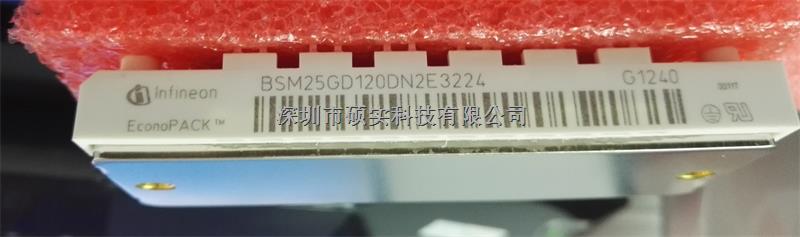 Infineon
BSM25GD120DN2E3224
G1240
EconoPACK™
深圳市硕实科技有限公司